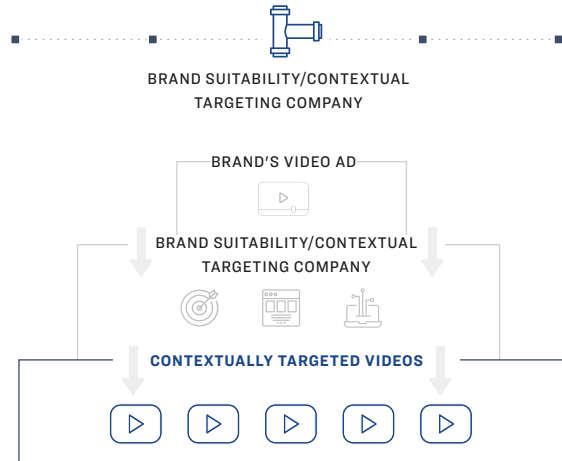 BRAND SUITABILITY/CONTEXTUAL
TARGETING COMPANY
BRAND'S VIDEO AD
BRAND SUITABILITY/CONTEXTUAL
TARGETING COMPANY
CONTEXTUALLY TARGETED VIDEOS